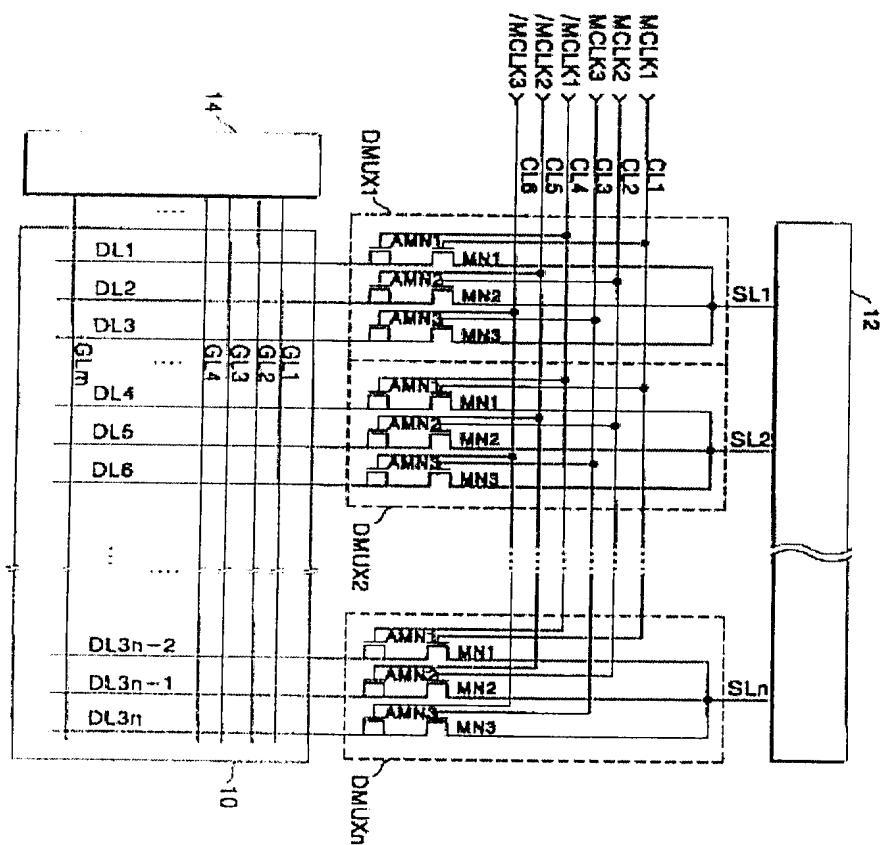 MCLK1
MCLK2
MCLK3
/MCLK1
/MCLK2
/MCLK3
CL1
CL2
CL3
CL4
CL5
CL6
14
DMUX1
12
AMN1
MN1
AMN2
MN2
AMN3
MN3
DL1
DL2
DL3
SL1
GL1
GL2
GL3
GL4
GLm
AMN1
MN1
AMN2
MN2
AMN3
MN3
DL4
DL5
DL6
SL2
DMUX2
AMN1
MN1
AMN2
MN2
AMN3
MN3
DL3n-2
DL3n-1
DL3n
SLn
10
DMUXn